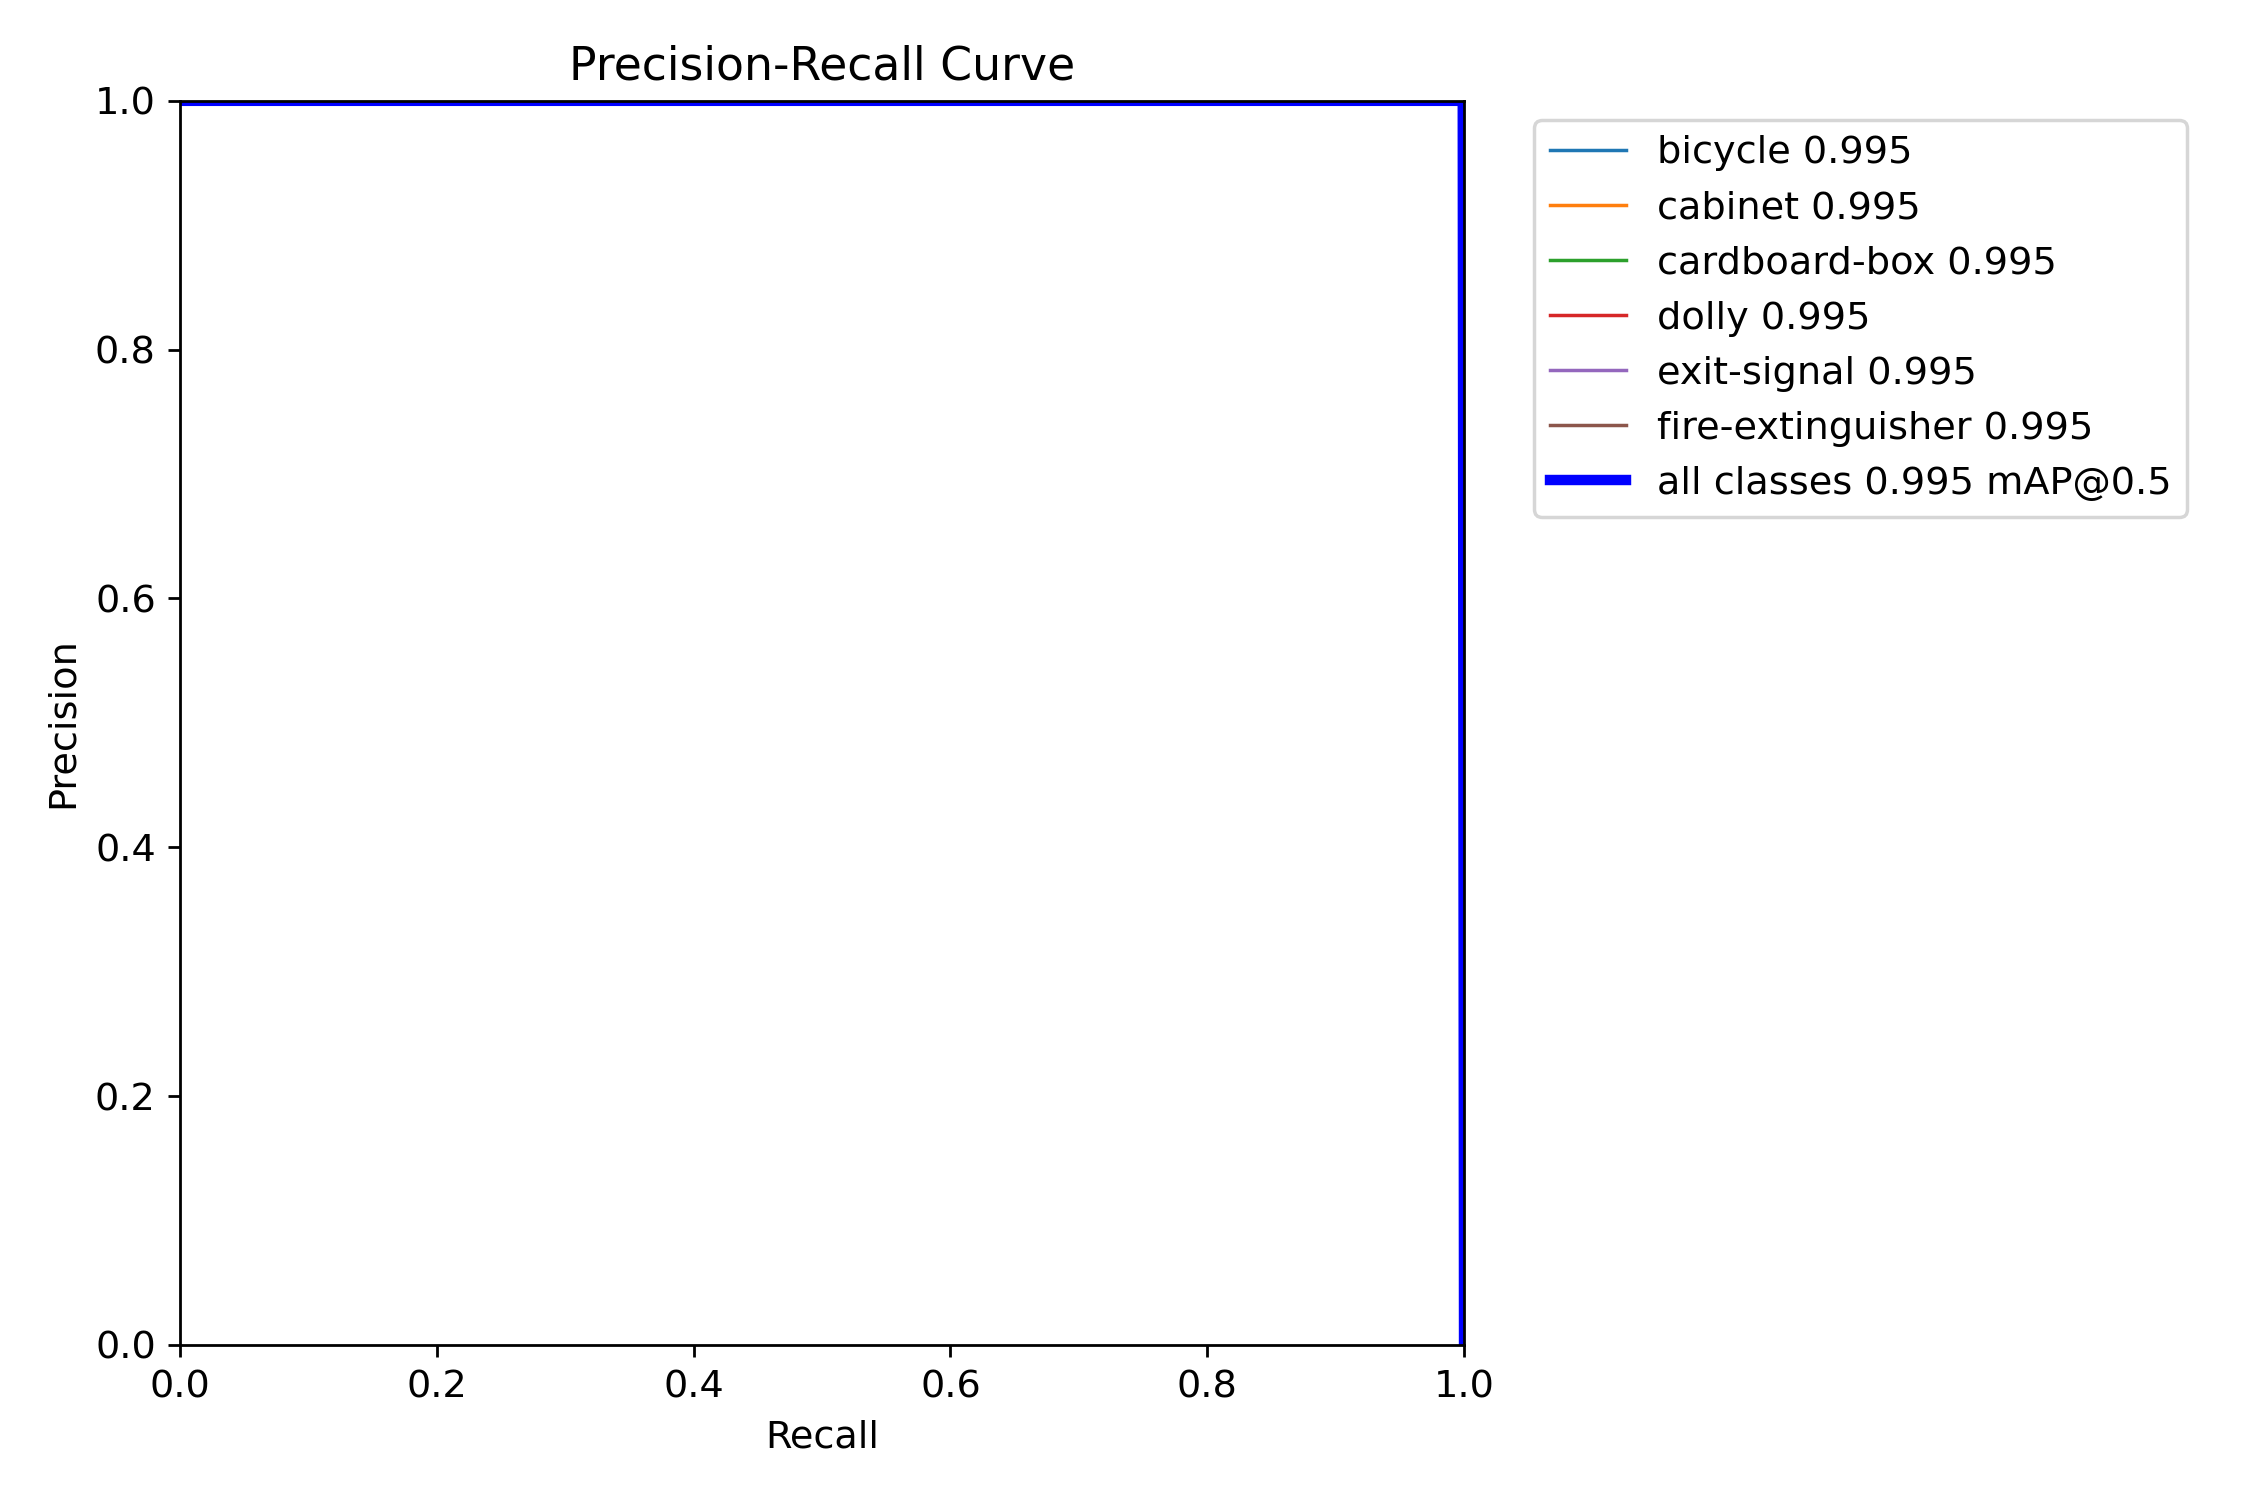 Precision-Recall Curve
1.0
0.8
0.6
0.4
0.2
0.0
Precision
0.0 0.2 0.4 0.6 0.8 1.0
Recall
bicycle 0.995
cabinet 0.995
cardboard-box 0.995
dolly 0.995
exit-signal 0.995
fire-extinguisher 0.995
all classes 0.995 mAP@0.5